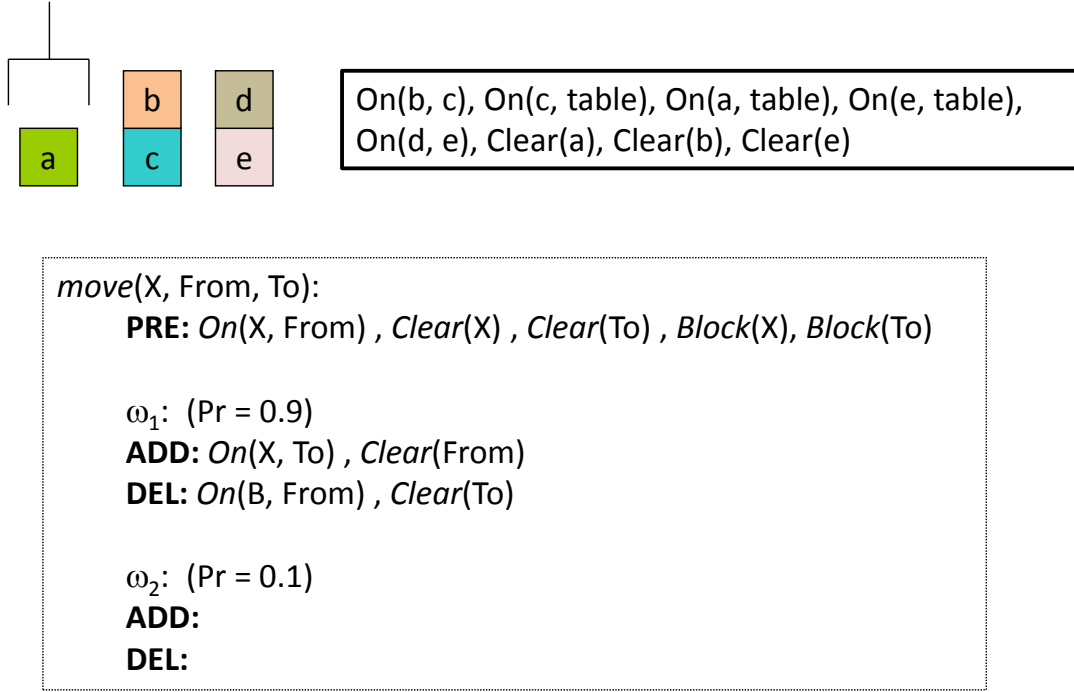 b d
a c e
On(b, c), On(c, table), On(a, table), On(e, table),
On(d, e), Clear(a), Clear(b), Clear(e)
move(X, From, To):
PRE: On(X, From) , Clear(X) , Clear(To) , Block(X), Block(To)
ω₁: (Pr = 0.9)
ADD: On(X, To) , Clear(From)
DEL: On(B, From) , Clear(To)
ω₂: (Pr = 0.1)
ADD:
DEL: